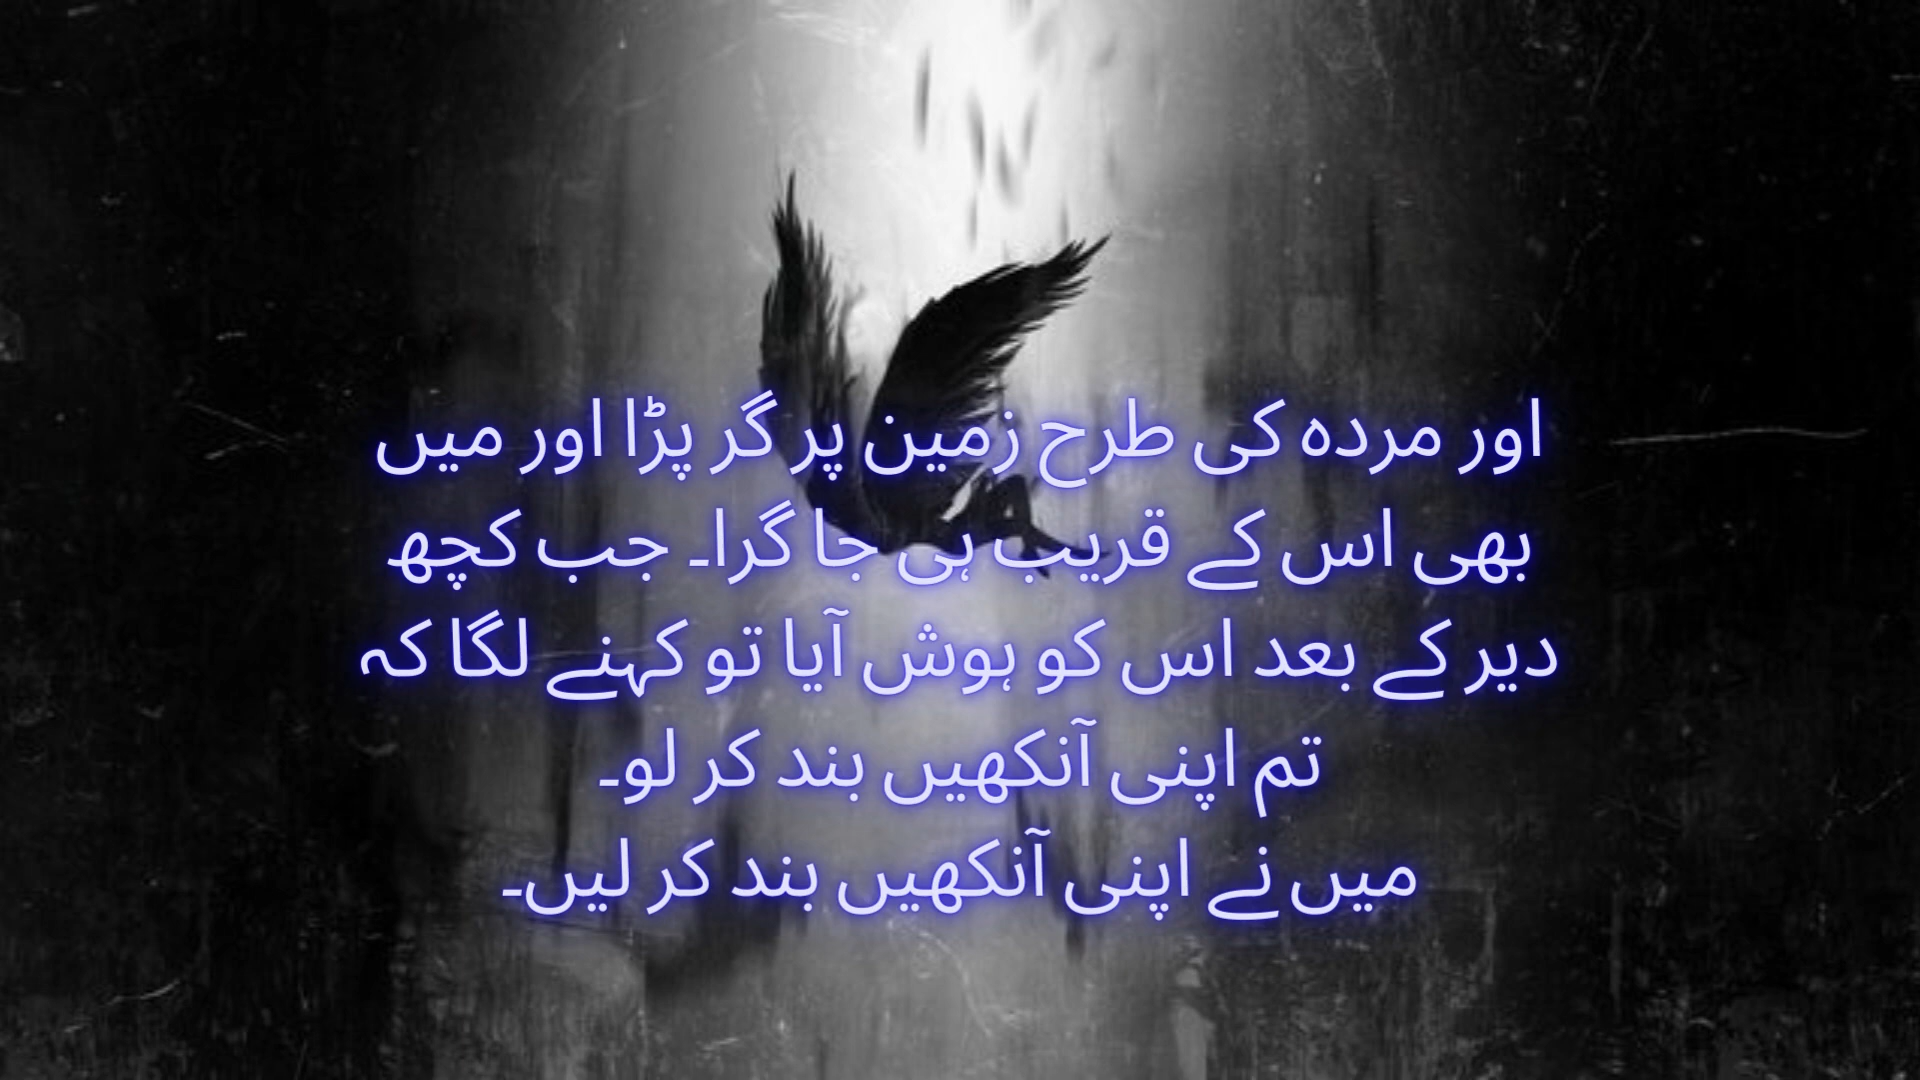 اور مردہ کی طرح زمین پر گر پڑا اور میں
بھی اس کے قریب ہی جا گرا۔ جب کچھ
دیر کے بعد اس کو ہوش آیا تو کہنے لگا کہ
تم اپنی آنکھیں بند کر لو۔
میں نے اپنی آنکھیں بند کر لیں۔